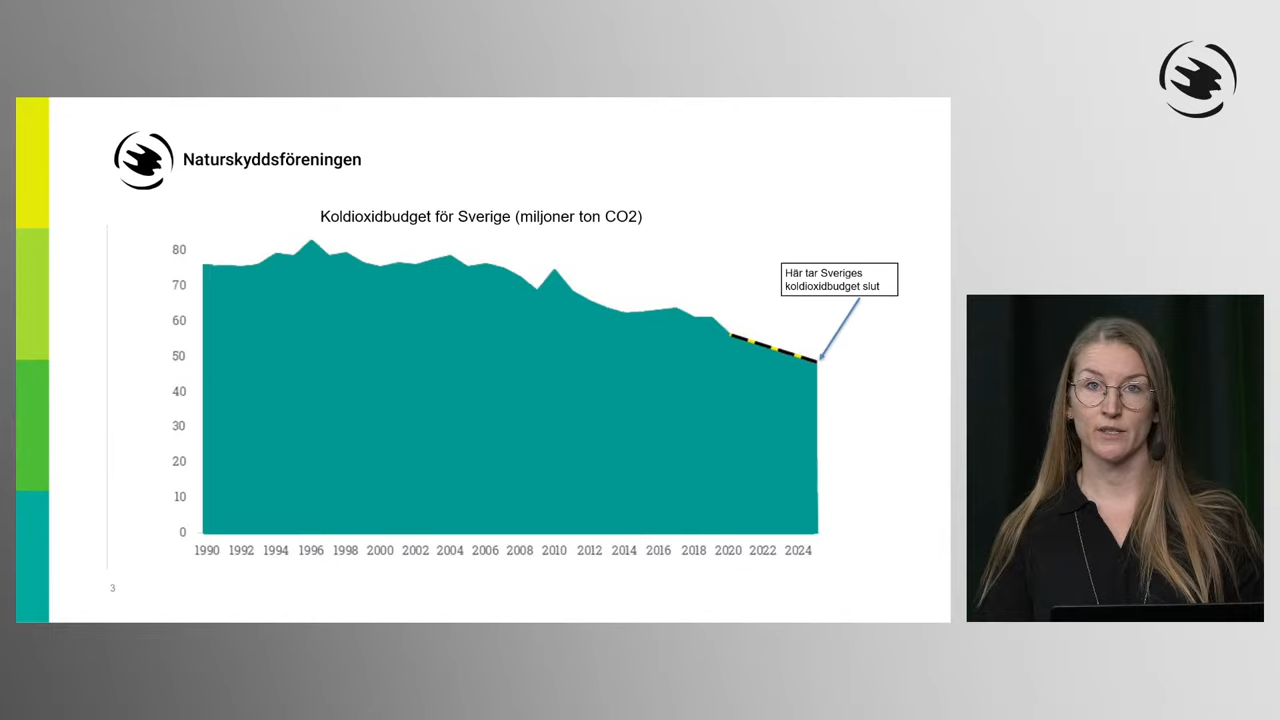 Naturskyddsföreningen
Koldioxidbudget för Sverige (miljoner ton CO2)
80
70
60
50
40
30
20
10
0
Här tar Sveriges
koldioxidbudget slut
1990 1992 1994 1996 1998 2000 2002 2004 2006 2008 2010 2012 2014 2016 2018 2020 2022 2024
3